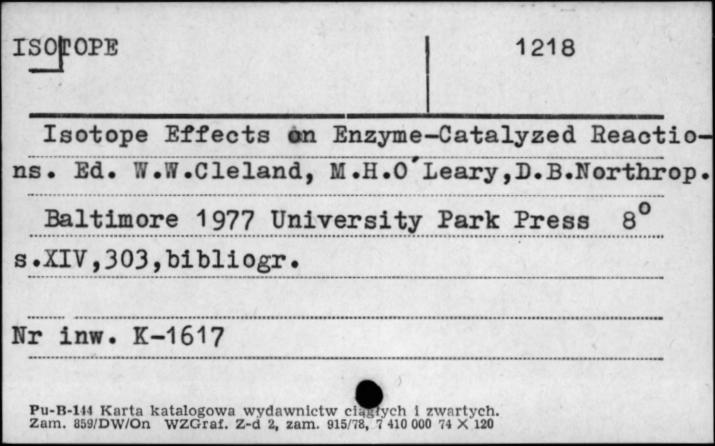 ISOTOPE 1218
Isotope Effects on Enzyme-Catalyzed Reactio-
ns. Ed. W.W.Cleland, M.H.O'Leary,D.B.Northrop.
Baltimore 1977 University Park Press 8°
s.XIV,303,bibliogr.
Nr inw. K-1617
Pu-B-144 Karta katalogowa wydawnictw ciągłych i zwartych.
Zam. 859/DW/On WZGraf. Z-d 2, zam. 915/78, 7 410 000 74 X 120